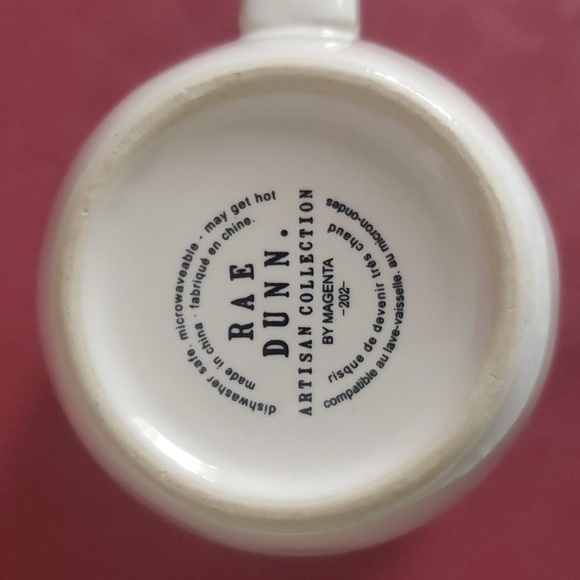 dishwasher safe. microwaveable - may get hot
made in china · fabriqué en chine.
RAE
DUNN.
ARTISAN COLLECTION
BY MAGENTA
-202-
risque de devenir très chaud
compatible au lave-vaisselle. au micron-ondes